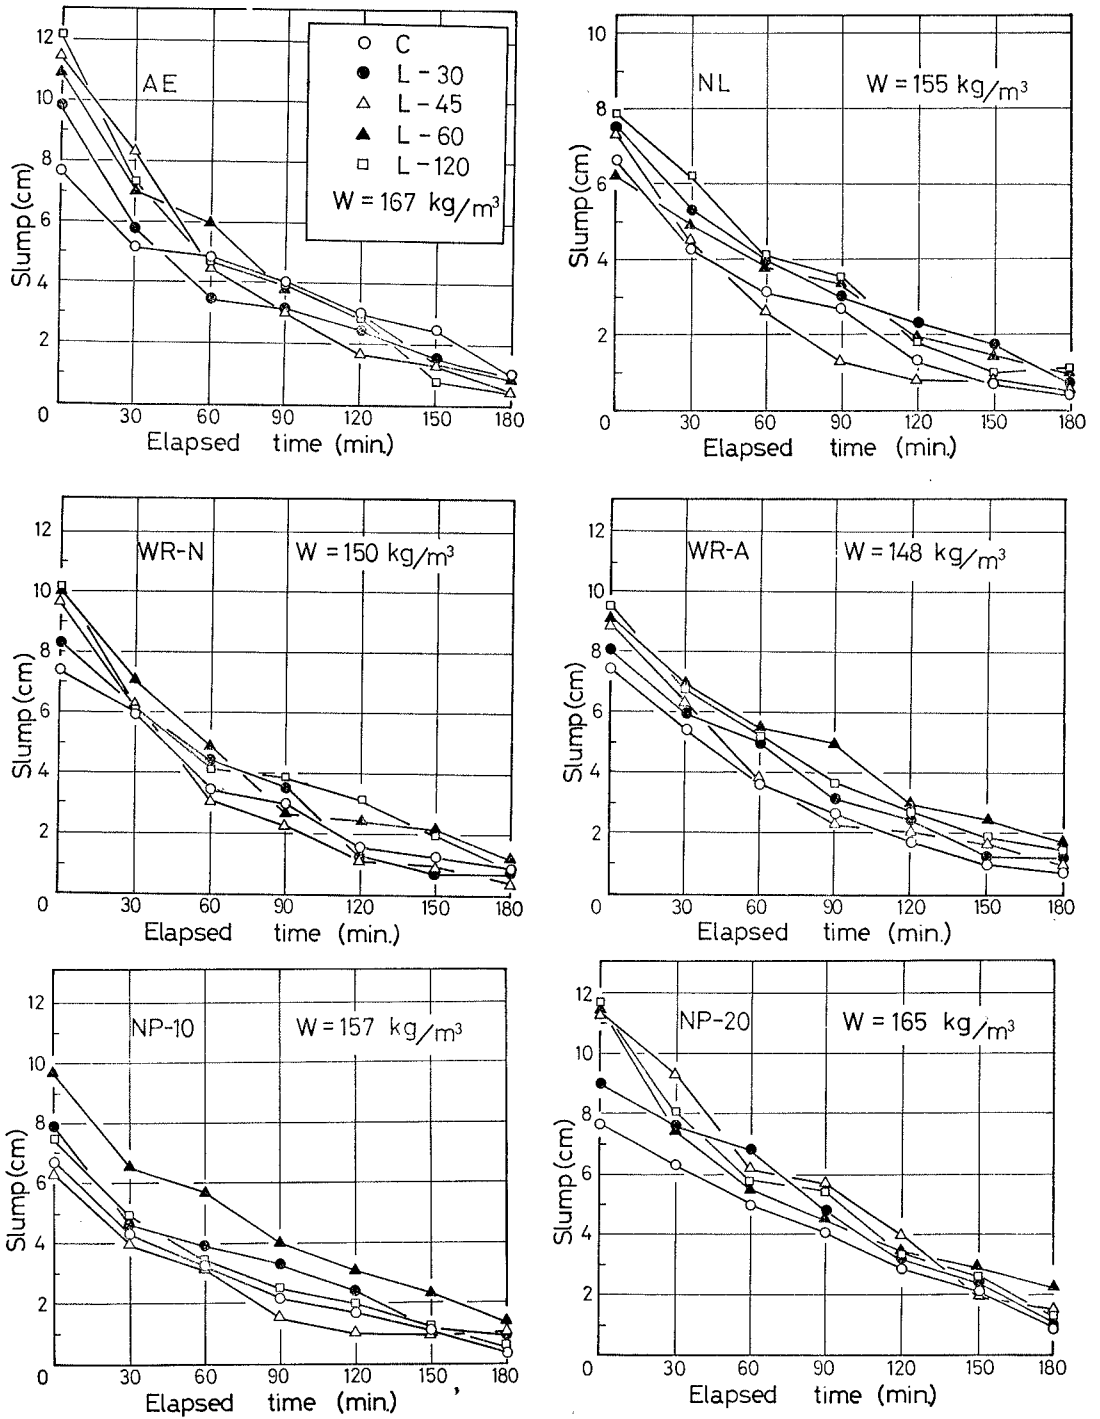 AE
C
L-30
L-45
L-60
L-120
W=167 kg/m³
Slump (cm)
12
10
8
6
4
2
0
30 60 90 120 150 180
Elapsed time (min.)
NL W=155 kg/m³
Slump (cm)
10
8
6
4
2
0
30 60 90 120 150 180
Elapsed time (min.)
WR-N W=150 kg/m³
Slump (cm)
12
10
8
6
4
2
0 30 60 90 120 150 180
Elapsed time (min.)
WR-A W=148 kg/m³
Slump (cm)
12
10
8
6
4
2
0 30 60 90 120 150 180
Elapsed time (min.)
NP-10 W=157 kg/m³
Slump (cm)
12
10
8
6
4
2
0 30 60 90 120 150 180
Elapsed time (min.)
NP-20 W=165 kg/m³
Slump (cm)
12
10
8
6
4
2
0 30 60 90 120 150 180
Elapsed time (min.)